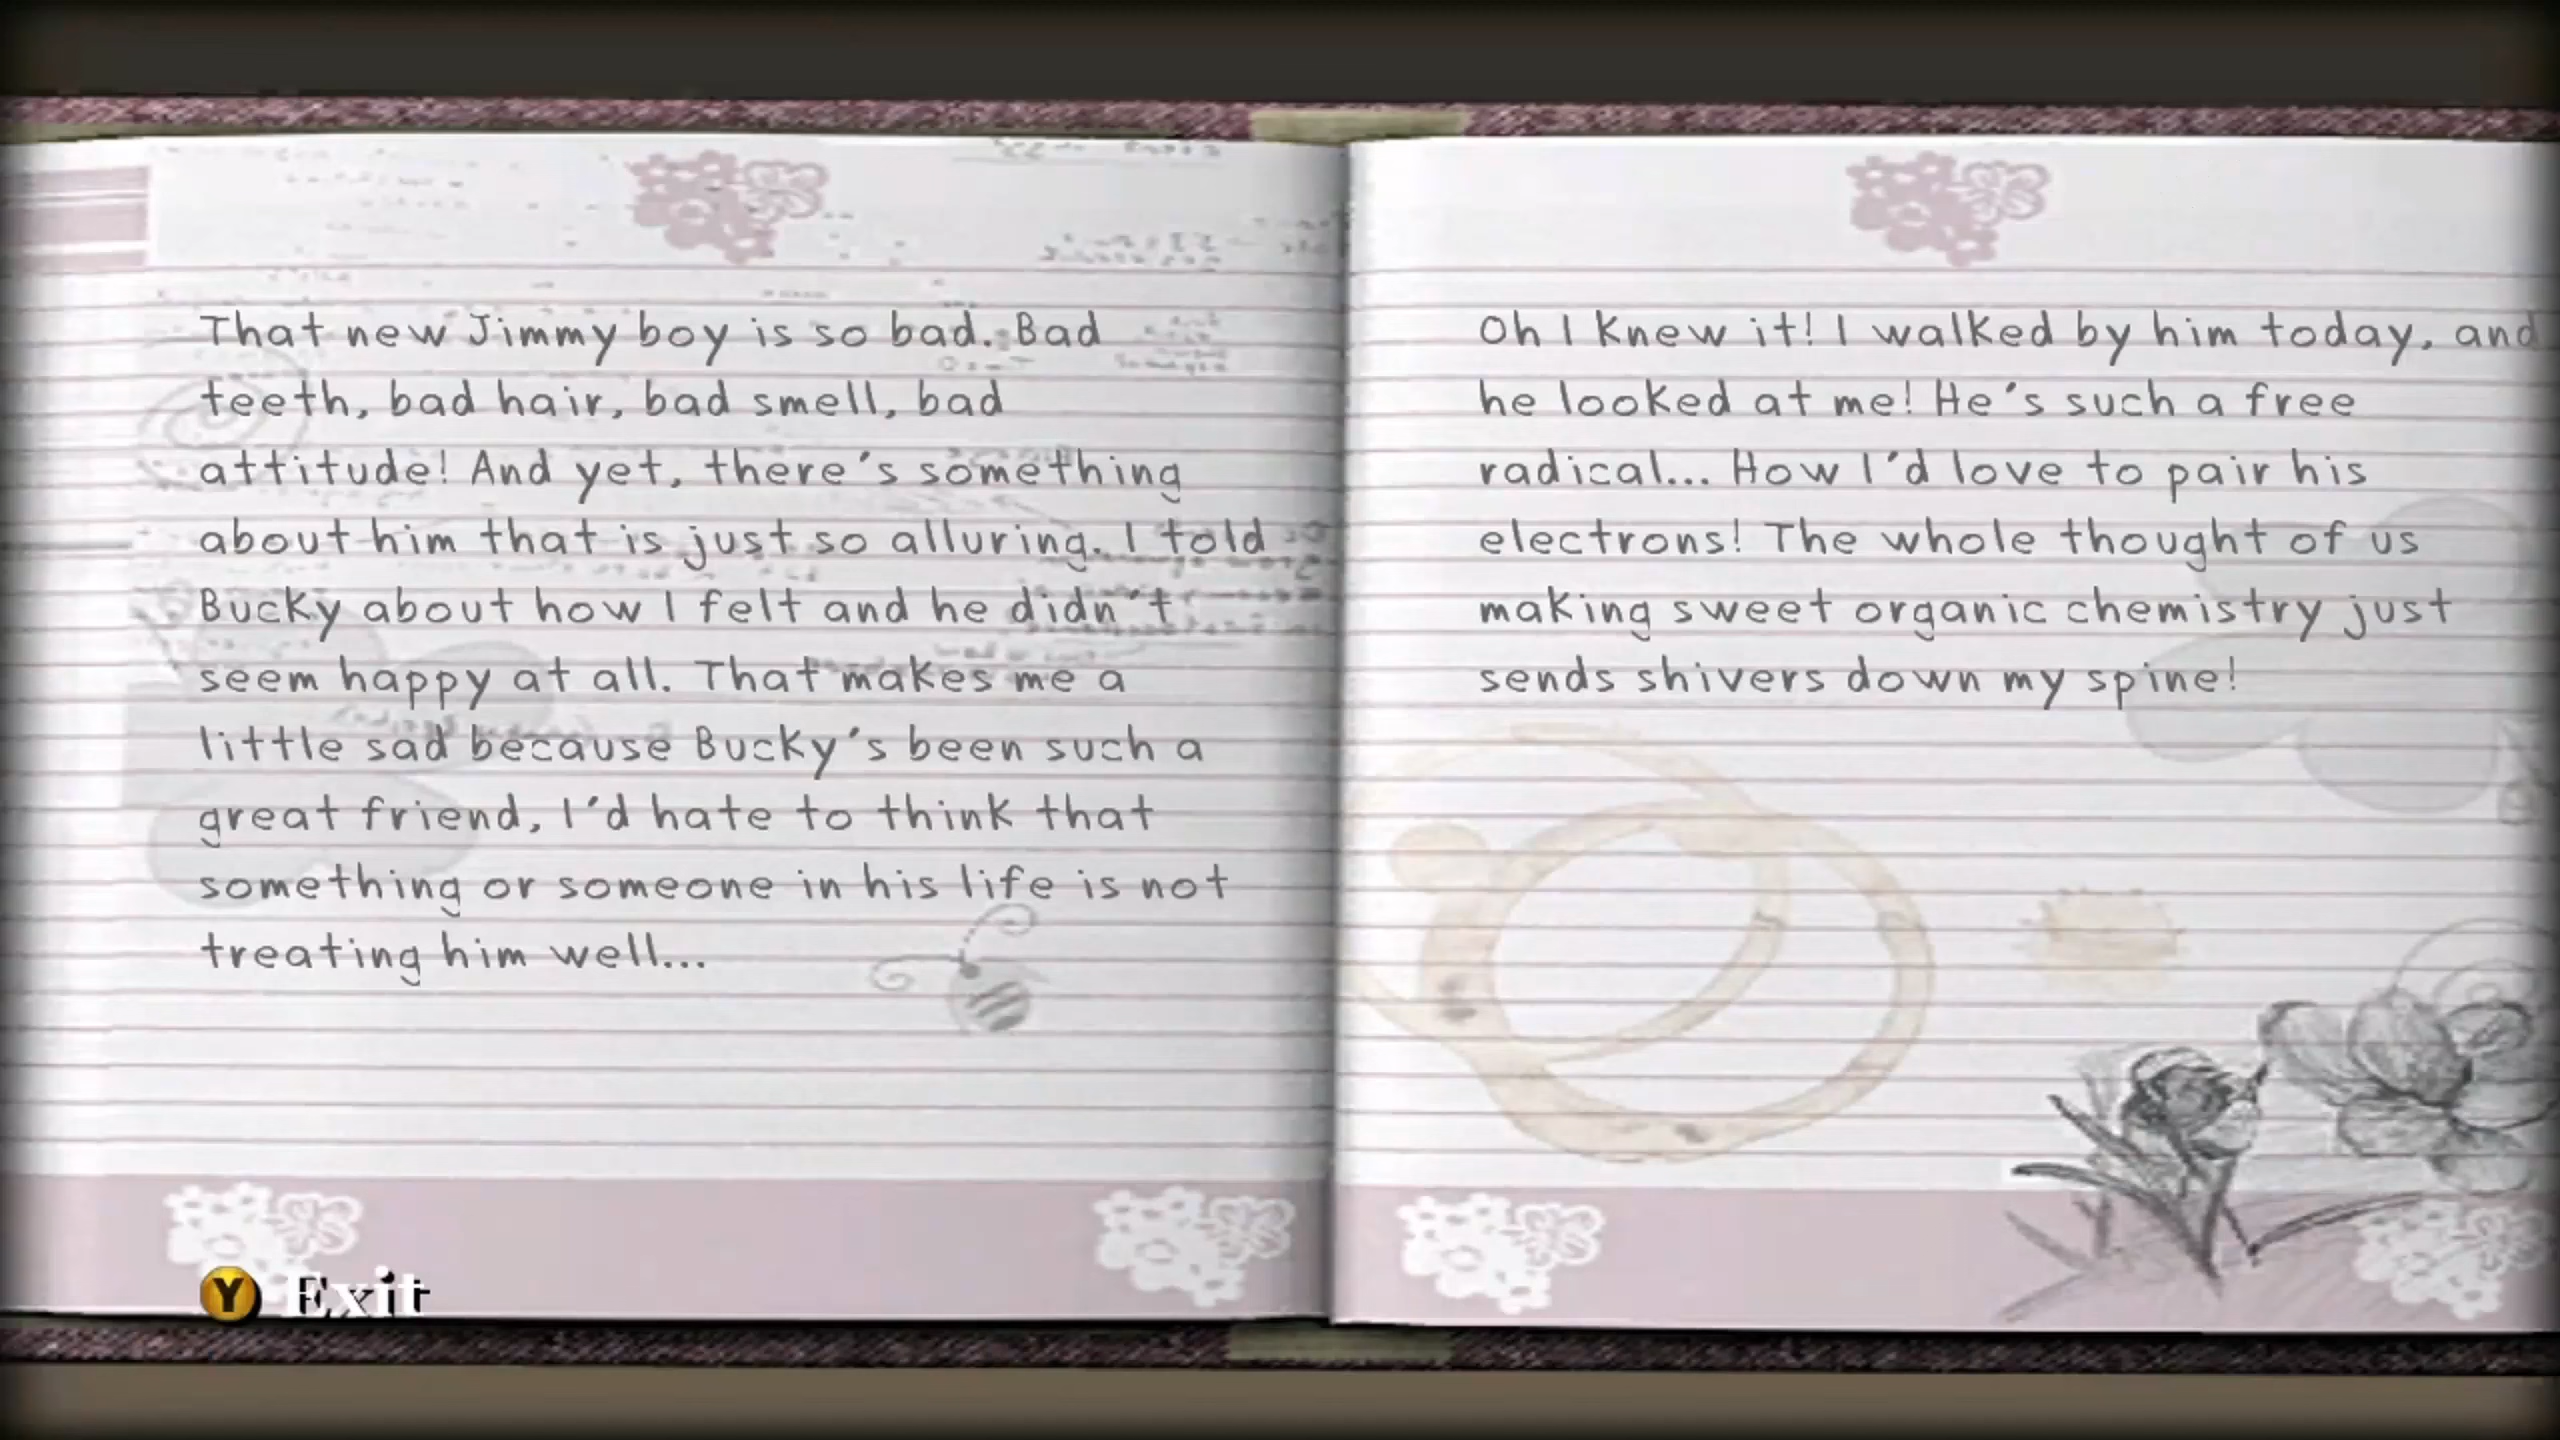 That new Jimmy boy is so bad. Bad
teeth, bad hair, bad smell, bad
attitude! And yet, there's something
about him that is just so alluring. I told
Bucky about how I felt and he didn't
seem happy at all. That makes me a
little sad because Bucky's been such a
great friend, I'd hate to think that
something or someone in his life is not
treating him well...
Oh I knew it! I walked by him today, and
he looked at me! He's such a free
radical... How I'd love to pair his
electrons! The whole thought of us
making sweet organic chemistry just
sends shivers down my spine!
Y Exit